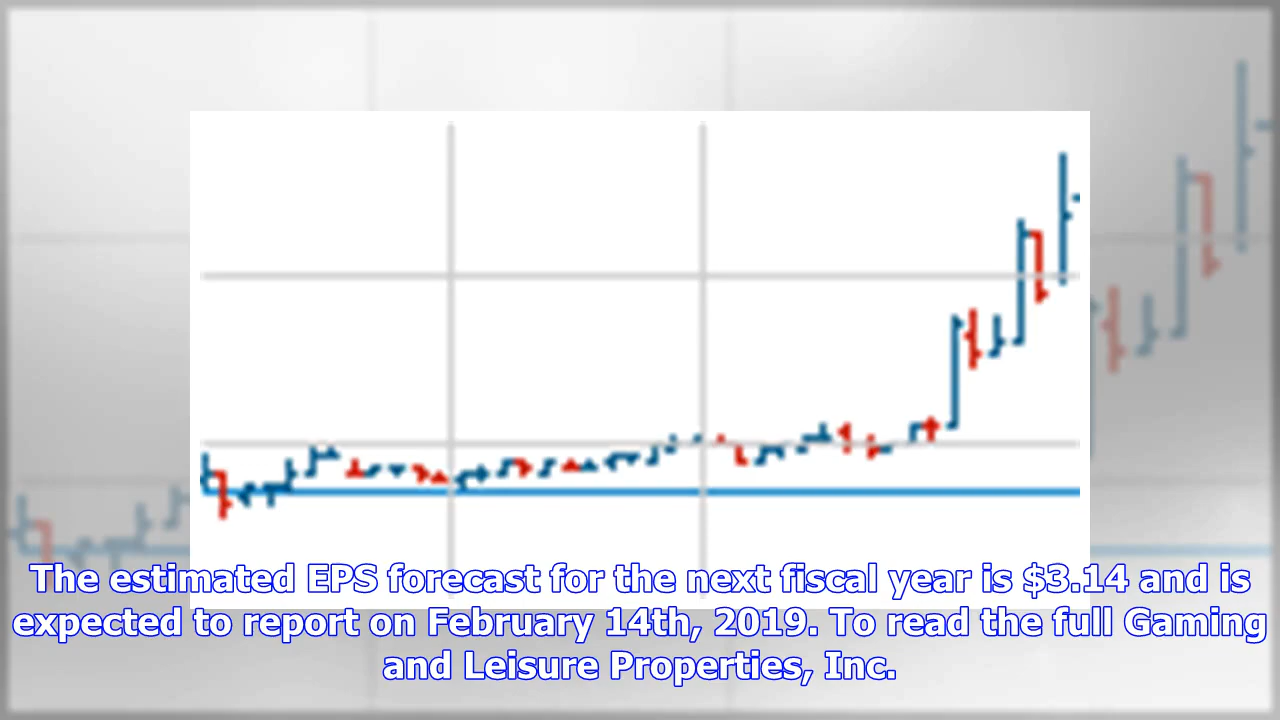 The estimated EPS forecast for the next fiscal year is $3.14 and is
expected to report on February 14th, 2019. To read the full Gaming
and Leisure Properties, Inc.